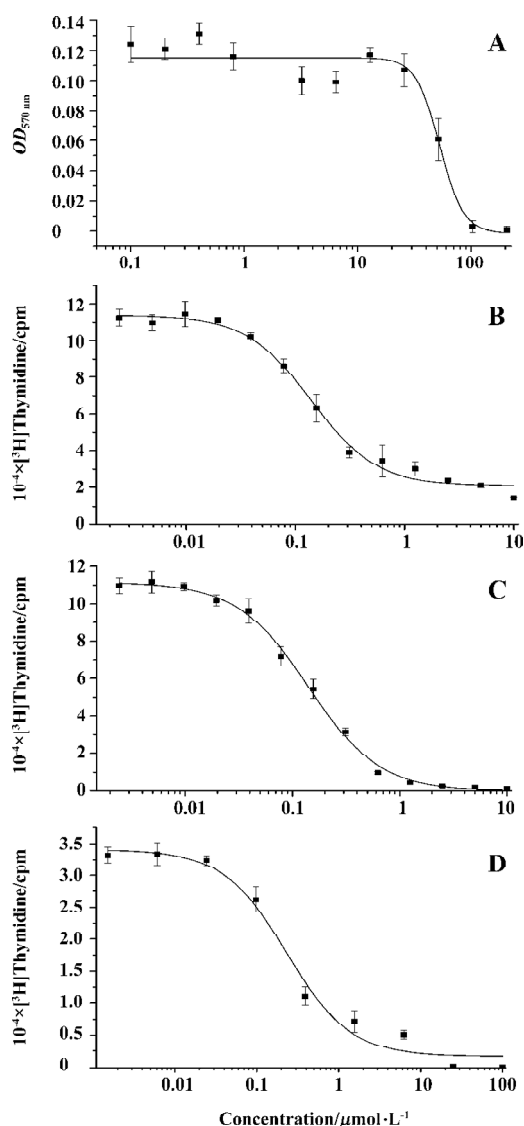 0.14
A
0.12
0.10
0.08
0.06
0.04
0.02
0
OD570 nm
0.1 1 10 100
12
B
10
8
6
4
2
0
10-4×[3H]Thymidine/cpm
0.01 0.1 1 10
12
C
10
8
6
4
2
0
10-4×[3H]Thymidine/cpm
0.01 0.1 1 10
3.5
D
3.0
2.5
2.0
1.5
1.0
0.5
0
10-4×[3H]Thymidine/cpm
0.01 0.1 1 10 100
Concentration/μmol·L-1